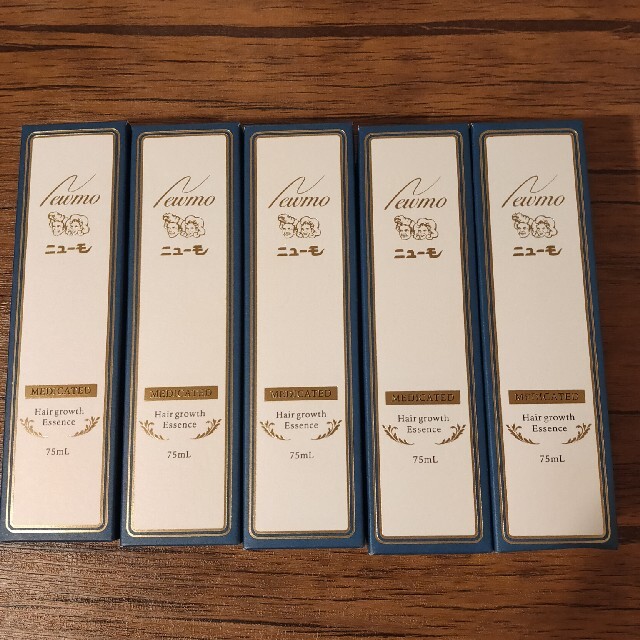 Newmo
ニューモ
MEDICATED
Hair growth
Essence
75mL
Newmo
ニューモ
MEDICATED
Hair growth
Essence
75mL
Newmo
ニューモ
MEDICATED
Hair growth
Essence
75mL
Newmo
ニューモ
MEDICATED
Hair growth
Essence
75mL
Newmo
ニューモ
MEDICATED
Hair growth
Essence
75mL